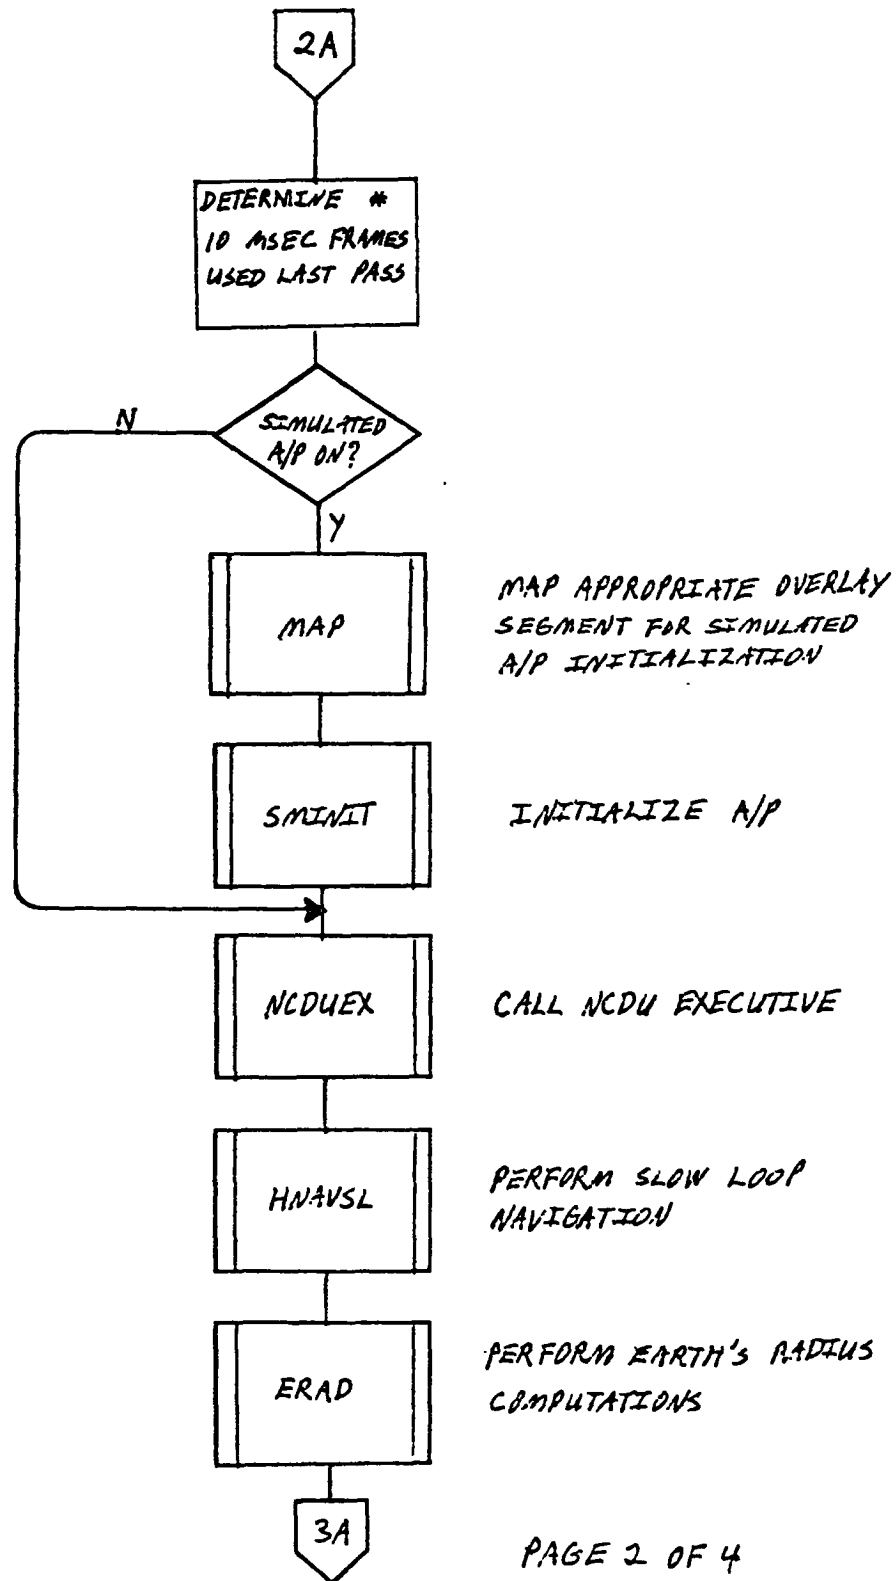 2A
DETERMINE #
10 MSEC FRAMES
USED LAST PASS
SIMULATED
A/P ON?
N
Y
MAP
MAP APPROPRIATE OVERLAY
SEGMENT FOR SIMULATED
A/P INITIALIZATION
SMINIT
INITIALIZE A/P
NCDUEX
CALL NCDU EXECUTIVE
HNAVSL
PERFORM SLOW LOOP
NAVIGATION
ERAD
PERFORM EARTH'S RADIUS
COMPUTATIONS
3A
PAGE 2 OF 4